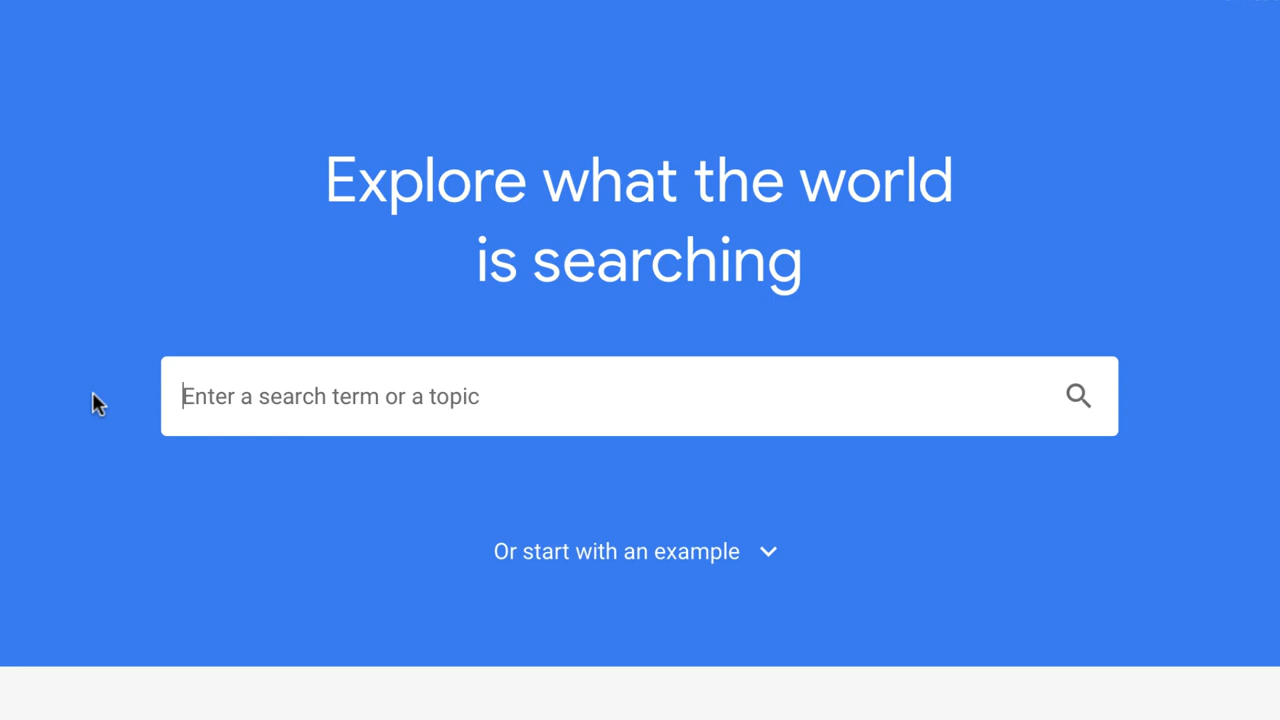 Explore what the world
is searching
Enter a search term or a topic
Or start with an example